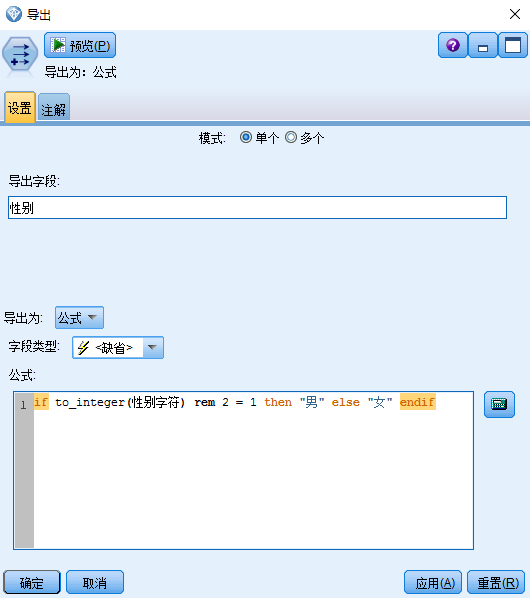 导出
预览(P)
导出为: 公式
设置 注解
模式: 单个 多个
导出字段:
性别
导出为: 公式
字段类型: <缺省>
公式:
1 if to_integer(性别字符) rem 2 = 1 then "男" else "女" endif
确定 取消 应用(A) 重置(R)